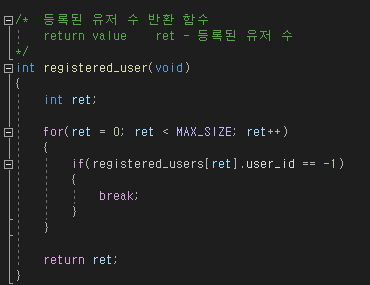 /*  등록된 유저 수 반환 함수
    return value    ret - 등록된 유저 수
*/
int registered_user(void)
{
    int ret;

    for(ret = 0; ret < MAX_SIZE; ret++)
    {
        if(registered_users[ret].user_id == -1)
        {
            break;
        }
    }

    return ret;
}